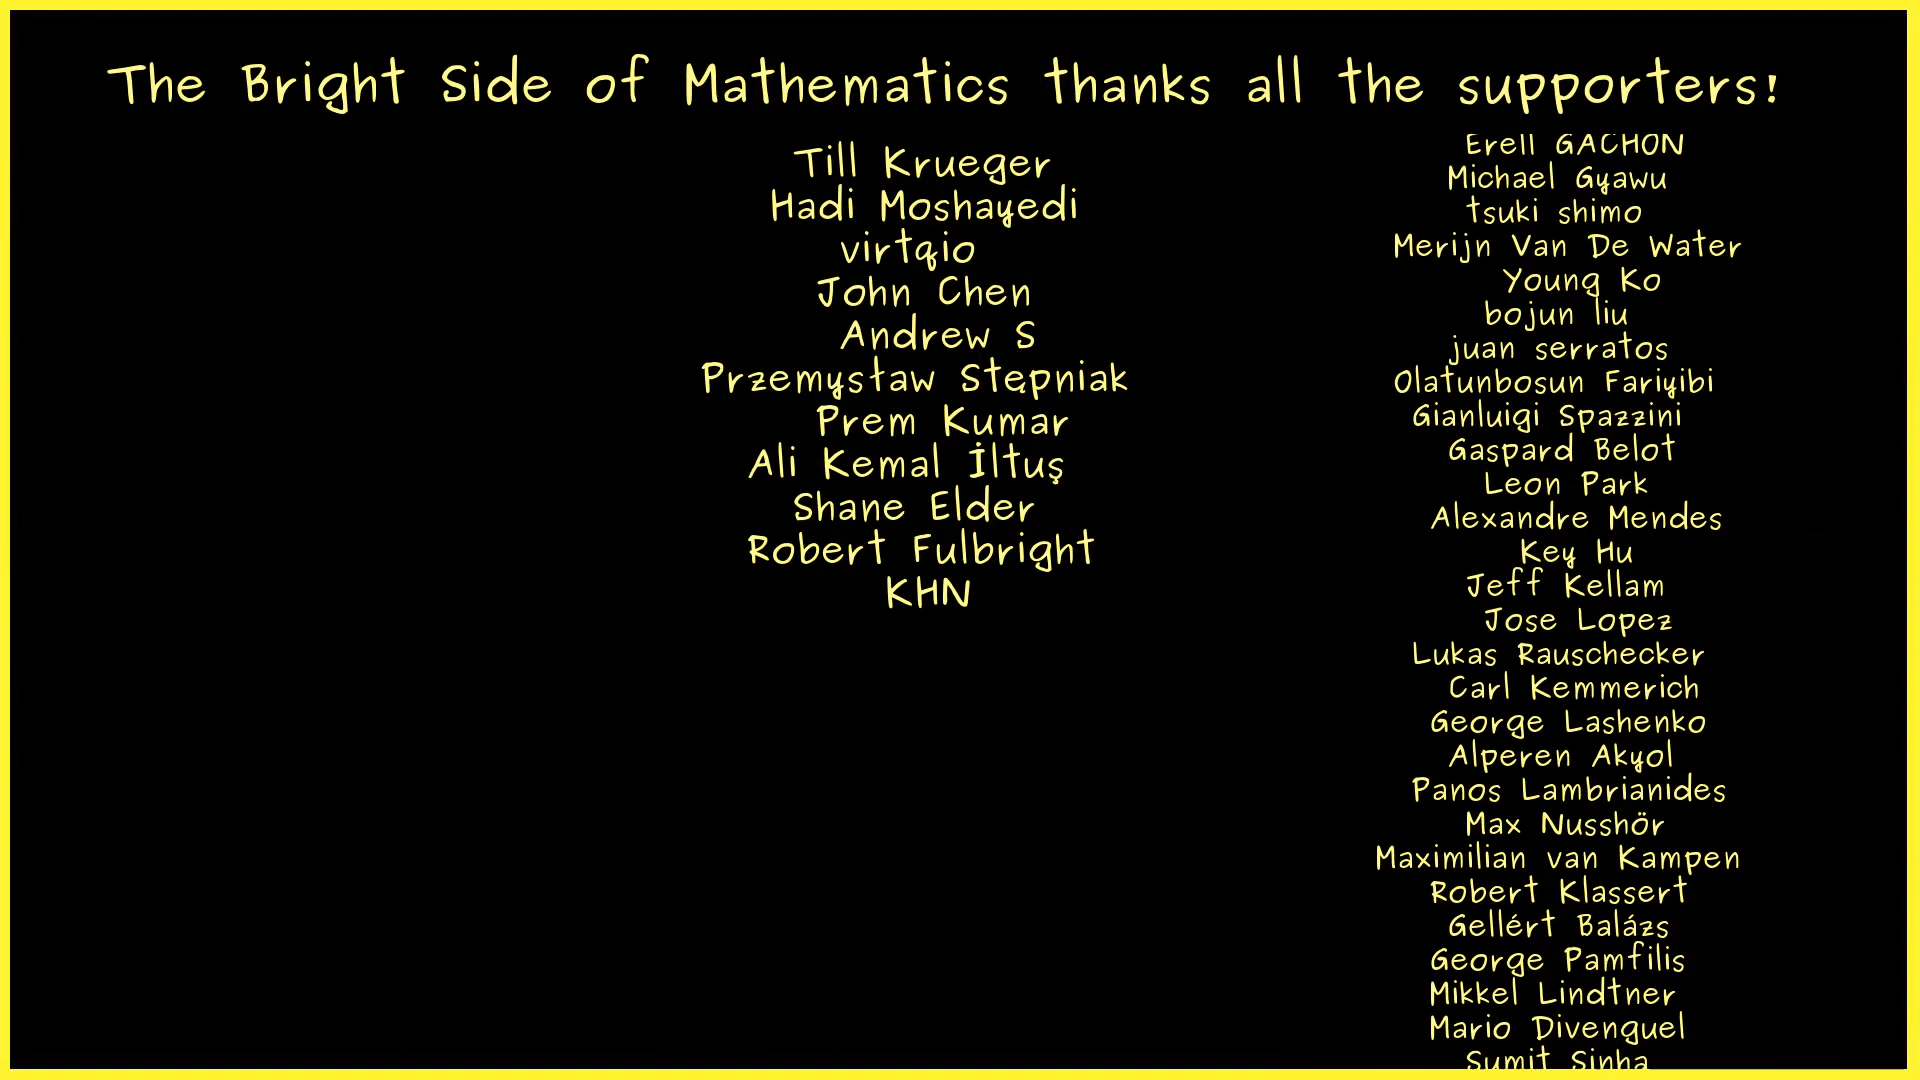 The Bright Side of Mathematics thanks all the supporters!
Till Krueger
Hadi Moshayedi
virtqio
John Chen
Andrew S
Przemysław Stępniak
Prem Kumar
Ali Kemal İltuş
Shane Elder
Robert Fulbright
KHN
Erell GACHON
Michael Gyawu
tsuki shimo
Merijn Van De Water
Young Ko
bojun liu
juan serratos
Olatunbosun Fariyibi
Gianluigi Spazzini
Gaspard Belot
Leon Park
Alexandre Mendes
Key Hu
Jeff Kellam
Jose Lopez
Lukas Rauschecker
Carl Kemmerich
George Lashenko
Alperen Akyol
Panos Lambrianides
Max Nusshör
Maximilian van Kampen
Robert Klassert
Gellért Balázs
George Pamfilis
Mikkel Lindtner
Mario Divenguel
Sumit Sinha